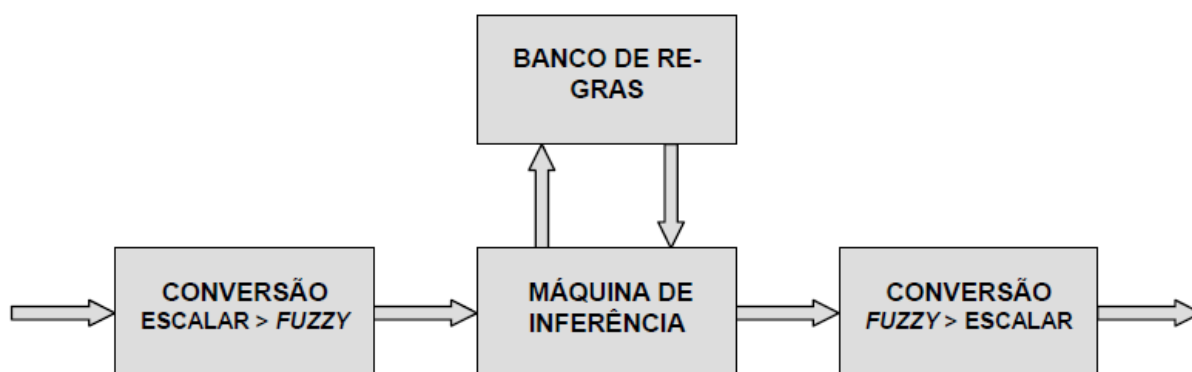 BANCO DE RE-
GRAS
CONVERSÃO
ESCALAR > FUZZY
MÁQUINA DE
INFERÊNCIA
CONVERSÃO
FUZZY > ESCALAR